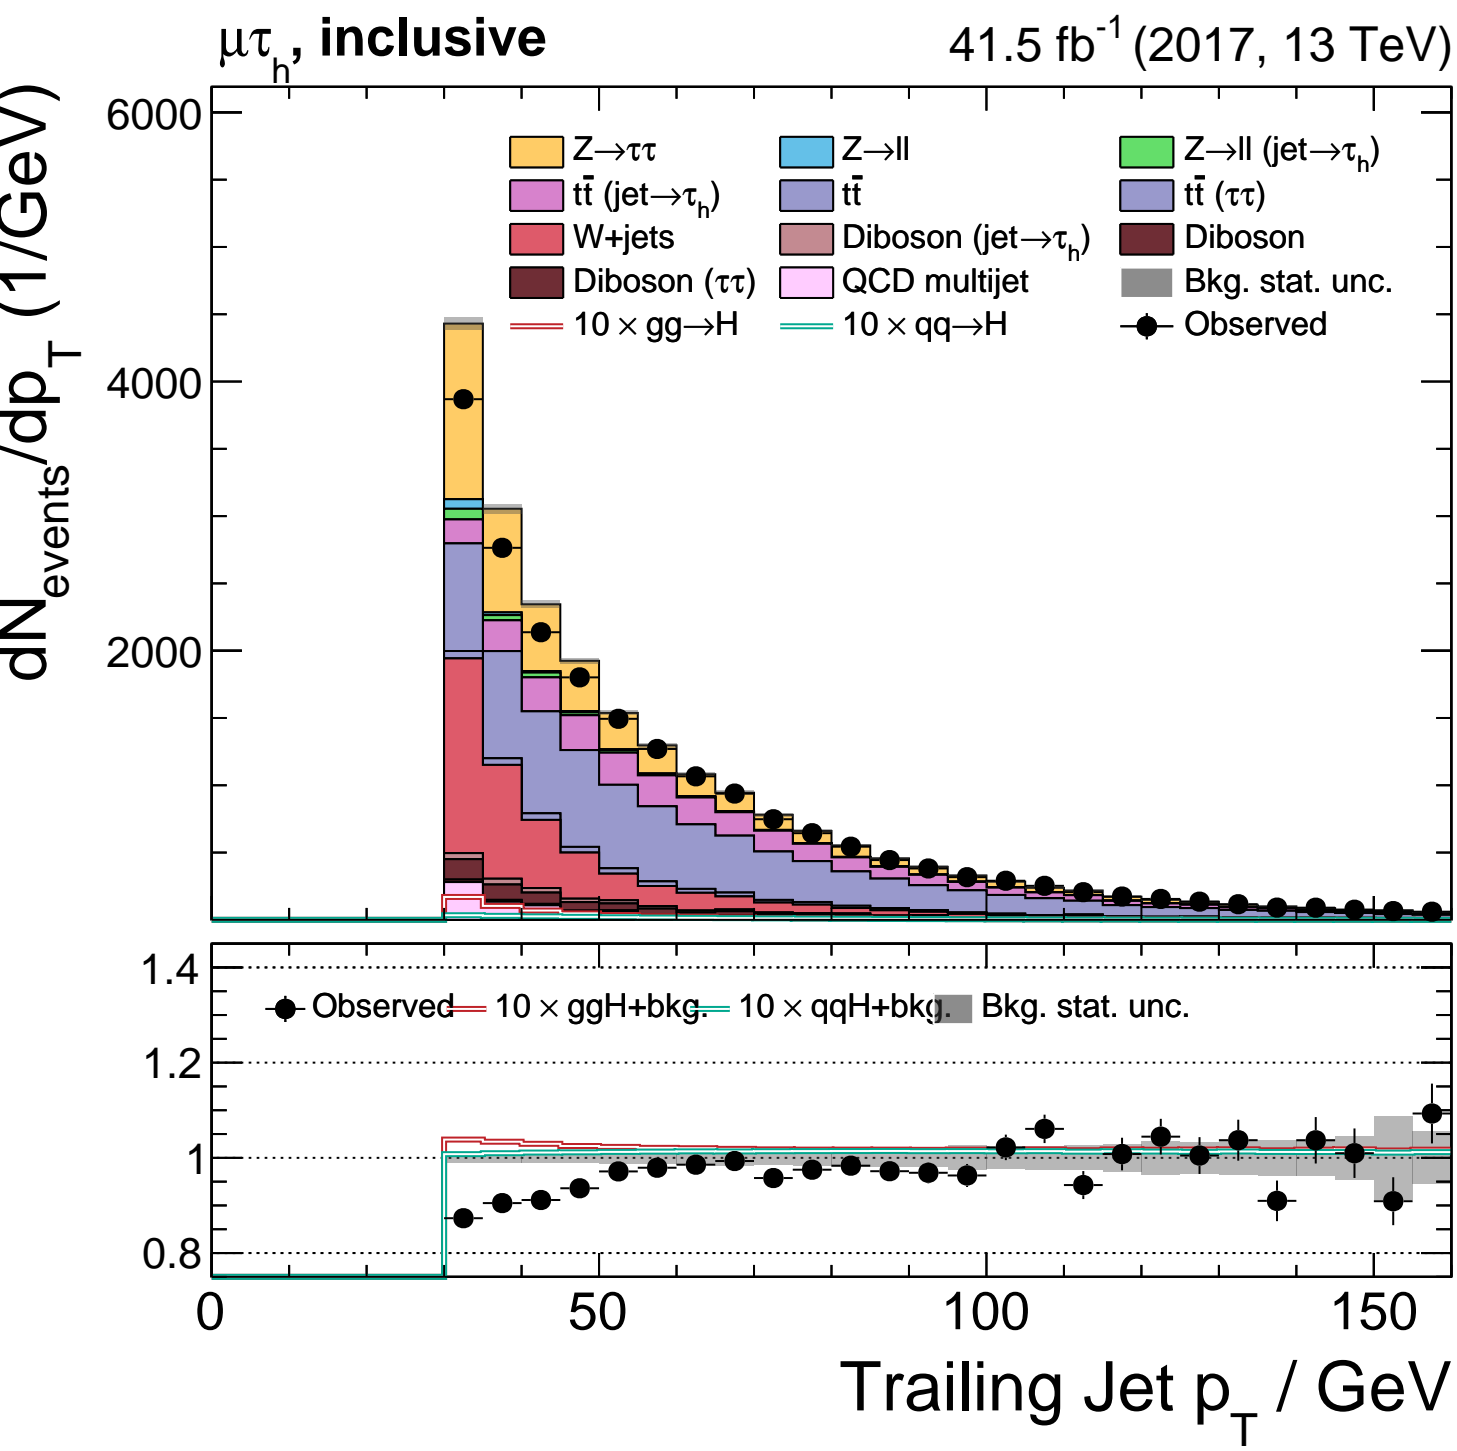 μτh, inclusive
41.5 fb-1 (2017, 13 TeV)
dNevents/dpT (1/GeV)
6000
4000
2000
Z→ττ Z→ll Z→ll (jet→τh)
tt̄ (jet→τh) tt̄ tt̄ (ττ)
W+jets Diboson (jet→τh) Diboson
Diboson (ττ) QCD multijet Bkg. stat. unc.
10 × gg→H 10 × qq→H Observed
1.4
Observed 10 × ggH+bkg. 10 × qqH+bkg. Bkg. stat. unc.
1.2
1
0.8
0 50 100 150
Trailing Jet pT / GeV